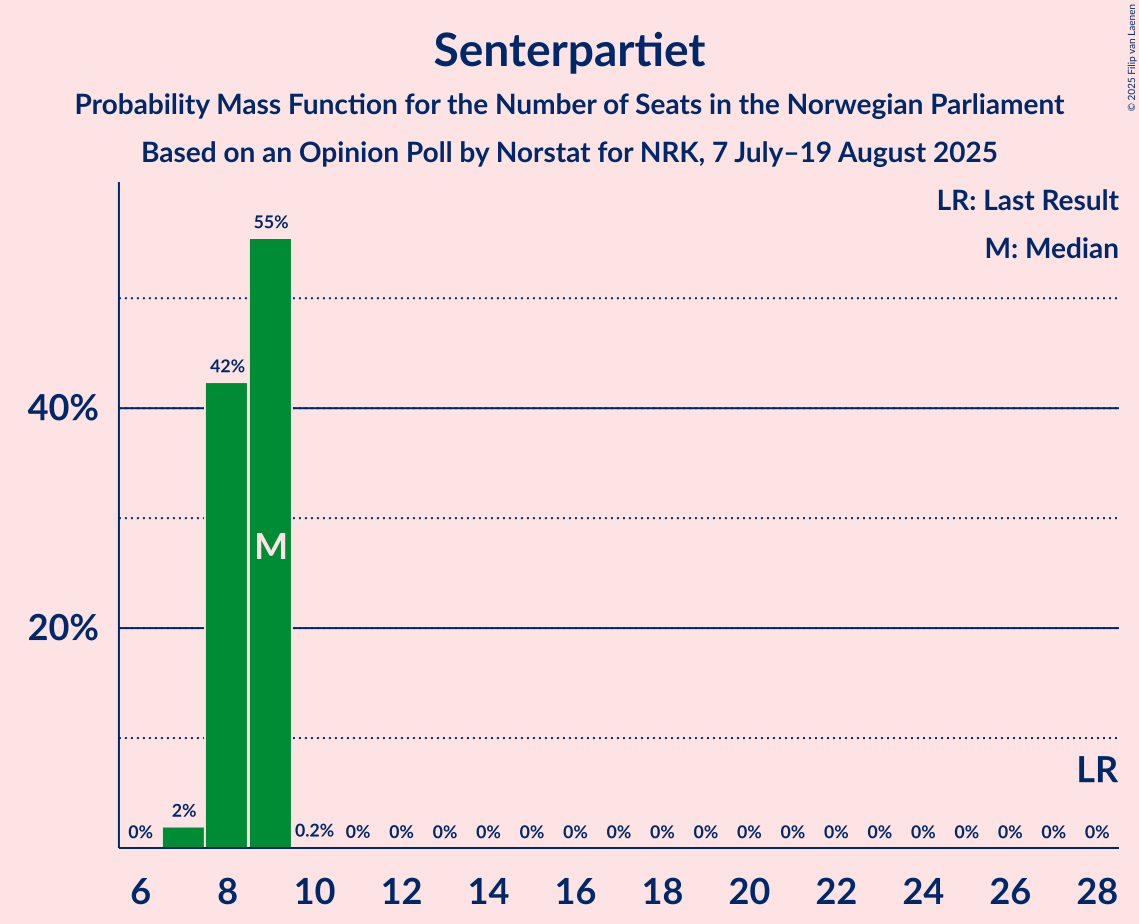 Senterpartiet
Probability Mass Function for the Number of Seats in the Norwegian Parliament
Based on an Opinion Poll by Norstat for NRK, 7 July–19 August 2025
© 2025 Filip van Laenen
LR: Last Result
M: Median
55%
42%
40%
M
20%
LR
2%
0% 0.2% 0% 0% 0% 0% 0% 0% 0% 0% 0% 0% 0% 0% 0% 0% 0% 0% 0% 0%
6 8 10 12 14 16 18 20 22 24 26 28